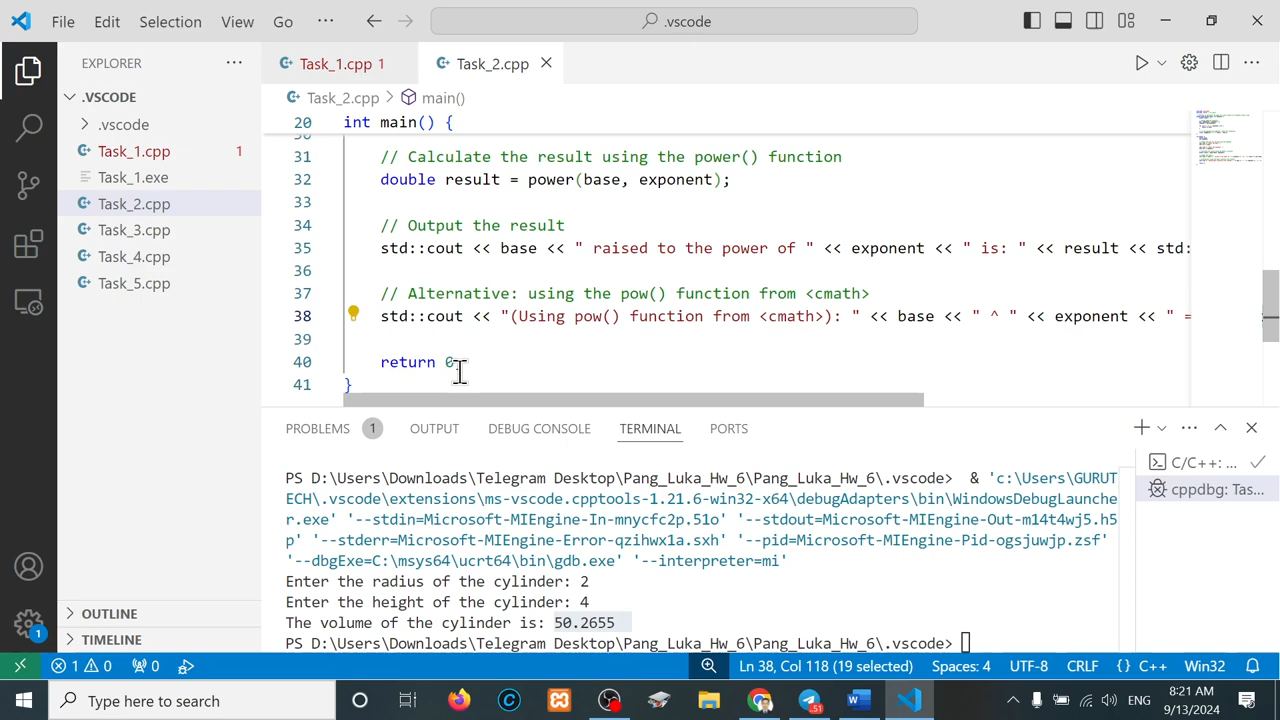 File Edit Selection View Go ··· .vscode
EXPLORER ···
.VSCODE
.vscode
Task_1.cpp 1
Task_1.exe
Task_2.cpp
Task_3.cpp
Task_4.cpp
Task_5.cpp
OUTLINE
TIMELINE
1
Task_1.cpp 1 Task_2.cpp
Task_2.cpp > main()
20 int main() {
31 // Calculate the result using the power() function
32 double result = power(base, exponent);
33
34 // Output the result
35 std::cout << base << " raised to the power of " << exponent << " is: " << result << std:
36
37 // Alternative: using the pow() function from <cmath>
38 std::cout << "(Using pow() function from <cmath>): " << base << " ^ " << exponent << " =
39
40 return 0
41 }
PROBLEMS 1 OUTPUT DEBUG CONSOLE TERMINAL PORTS
PS D:\Users\Downloads\Telegram Desktop\Pang_Luka_Hw_6\Pang_Luka_Hw_6\.vscode> & 'c:\Users\GURUT
ECH\.vscode\extensions\ms-vscode.cpptools-1.21.6-win32-x64\debugAdapters\bin\WindowsDebugLaunche
r.exe' '--stdin=Microsoft-MIEngine-In-mnycfc2p.51o' '--stdout=Microsoft-MIEngine-Out-m14t4wj5.h5
p' '--stderr=Microsoft-MIEngine-Error-qzihwx1a.sxh' '--pid=Microsoft-MIEngine-Pid-ogsjuwjp.zsf'
'--dbgExe=C:\msys64\ucrt64\bin\gdb.exe' '--interpreter=mi'
Enter the radius of the cylinder: 2
Enter the height of the cylinder: 4
The volume of the cylinder is: 50.2655
PS D:\Users\Downloads\Telegram Desktop\Pang_Luka_Hw_6\Pang_Luka_Hw_6\.vscode>
C/C++: ...
cppdbg: Tas...
1 0 0 Ln 38, Col 118 (19 selected) Spaces: 4 UTF-8 CRLF {} C++ Win32
Type here to search
51
ENG
8:21 AM
9/13/2024